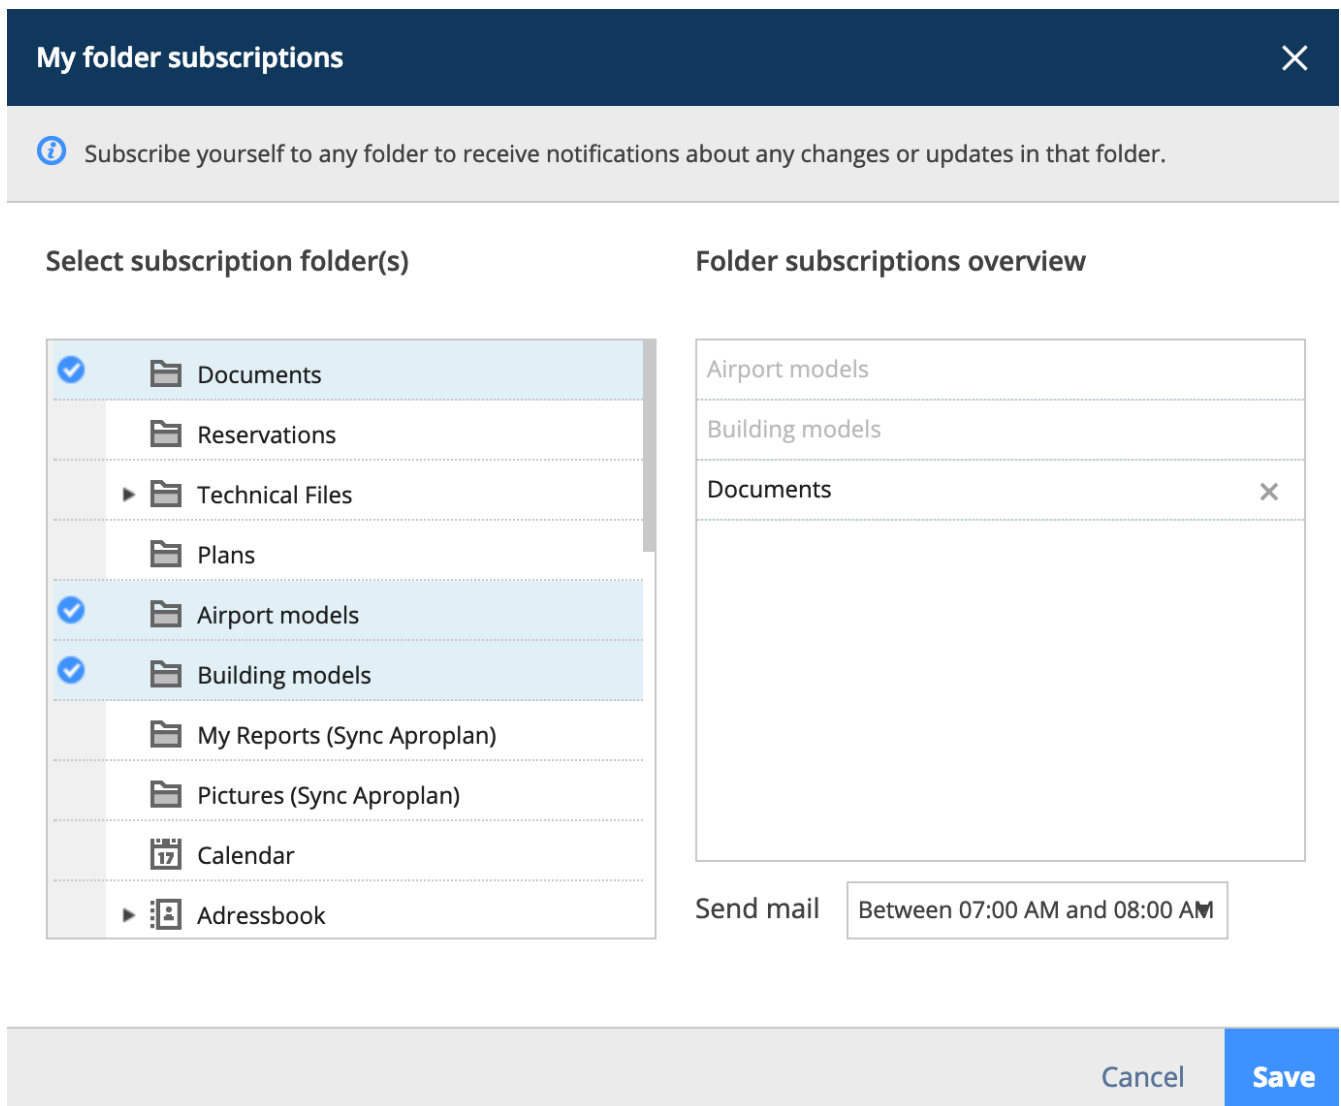 My folder subscriptions
Subscribe yourself to any folder to receive notifications about any changes or updates in that folder.
Select subscription folder(s)
Documents
Reservations
Technical Files
Plans
Airport models
Building models
My Reports (Sync Aproplan)
Pictures (Sync Aproplan)
17
Calendar
Adressbook
Folder subscriptions overview
Airport models
Building models
Documents
Send mail
Between 07:00 AM and 08:00 AM
Cancel
Save